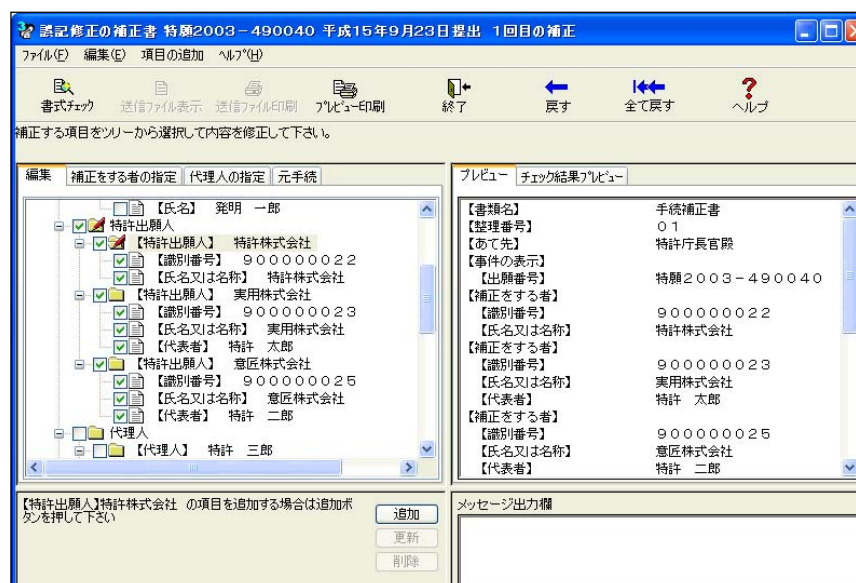 誤記修正の補正書 特願2003-490040 平成15年9月23日提出 1回目の補正
ファイル(F) 編集(E) 項目の追加 ヘルプ(H)
書式チェック 送信ファイル表示 送信ファイル印刷 プレビュー印刷 終了 戻す 全て戻す ヘルプ
補正する項目をツリーから選択して内容を修正して下さい。
編集 補正をする者の指定 代理人の指定 元手続
【氏名】 発明 一郎
特許出願人
【特許出願人】 特許株式会社
【識別番号】 900000022
【氏名又は名称】 特許株式会社
【特許出願人】 実用株式会社
【識別番号】 900000023
【氏名又は名称】 実用株式会社
【代表者】 特許 太郎
【特許出願人】 意匠株式会社
【識別番号】 900000025
【氏名又は名称】 意匠株式会社
【代表者】 特許 二郎
代理人
【代理人】 特許 三郎
プレビュー チェック結果プレビュー
【書類名】 手続補正書
【整理番号】 01
【あて先】 特許庁長官殿
【事件の表示】
【出願番号】 特願2003-490040
【補正をする者】
【識別番号】 900000022
【氏名又は名称】 特許株式会社
【補正をする者】
【識別番号】 900000023
【氏名又は名称】 実用株式会社
【代表者】 特許 太郎
【補正をする者】
【識別番号】 900000025
【氏名又は名称】 意匠株式会社
【代表者】 特許 二郎
【特許出願人】特許株式会社 の項目を追加する場合は追加ボ
タンを押して下さい
追加
更新
削除
メッセージ出力欄